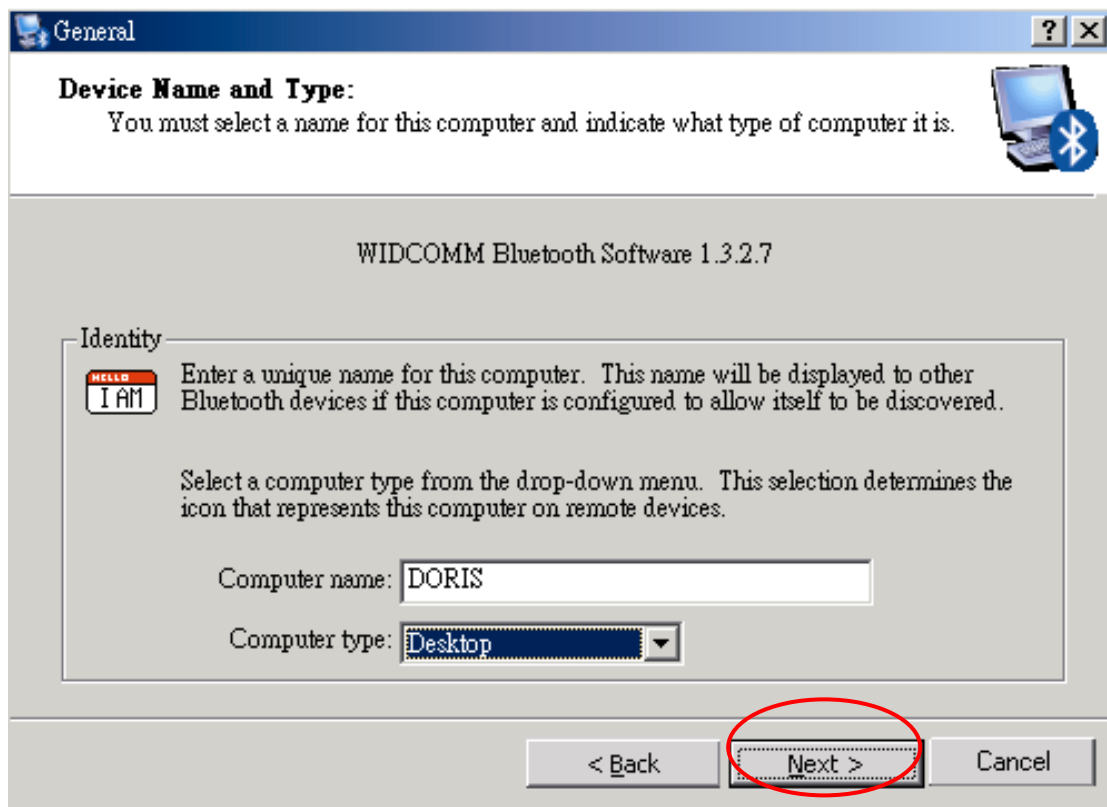 General
Device Name and Type:
You must select a name for this computer and indicate what type of computer it is.
WIDCOMM Bluetooth Software 1.3.2.7
Identity
HELLO
I AM
Enter a unique name for this computer.  This name will be displayed to other
Bluetooth devices if this computer is configured to allow itself to be discovered.
Select a computer type from the drop-down menu.  This selection determines the
icon that represents this computer on remote devices.
Computer name: DORIS
Computer type: Desktop
< Back
Next >
Cancel